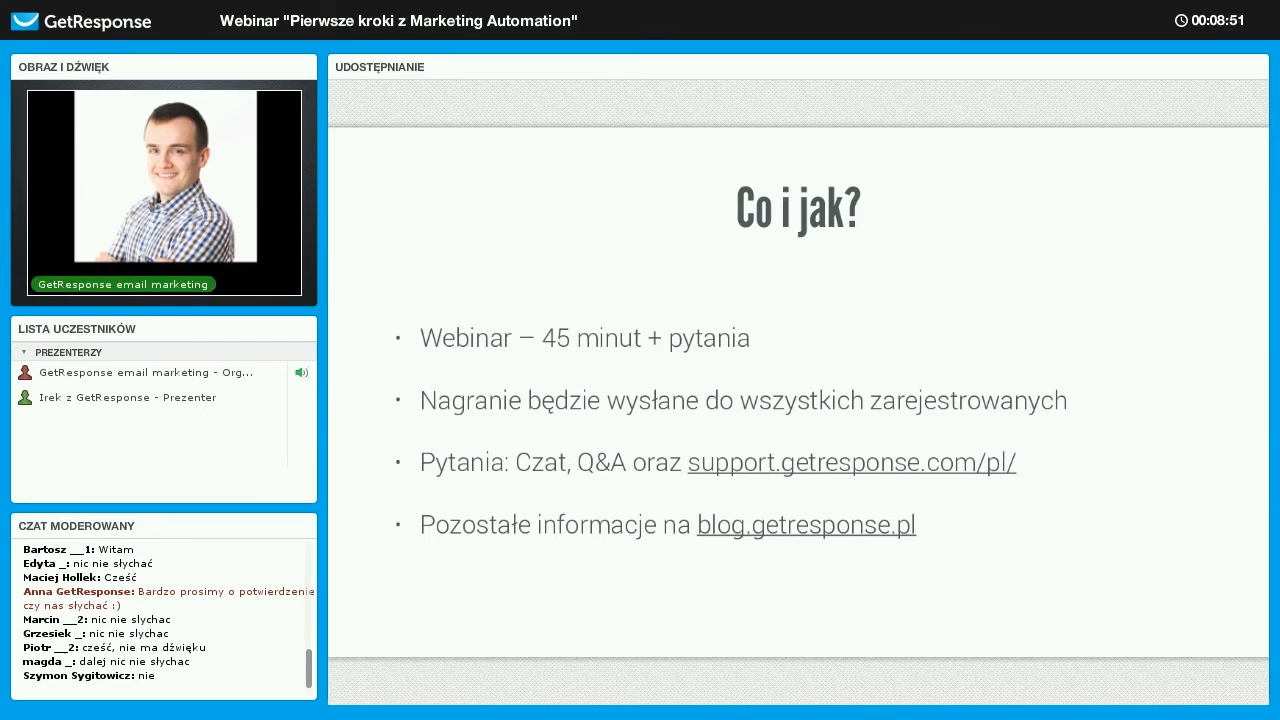 GetResponse
Webinar "Pierwsze kroki z Marketing Automation"
00:08:51
OBRAZ I DŹWIĘK
GetResponse email marketing
LISTA UCZESTNIKÓW
PREZENTERZY
GetResponse email marketing - Org...
Irek z GetResponse - Prezenter
CZAT MODEROWANY
Bartosz __1: Witam
Edyta _: nic nie słychać
Maciej Hollek: Cześć
Anna GetResponse: Bardzo prosimy o potwierdzenie
czy nas słychać :)
Marcin __2: nic nie slychac
Grzesiek _: nic nie slychac
Piotr __2: cześć, nie ma dźwięku
magda _: dalej nic nie słychac
Szymon Sygitowicz: nie
UDOSTĘPNIANIE
Co i jak?
• Webinar – 45 minut + pytania
• Nagranie będzie wysłane do wszystkich zarejestrowanych
• Pytania: Czat, Q&A oraz support.getresponse.com/pl/
• Pozostałe informacje na blog.getresponse.pl